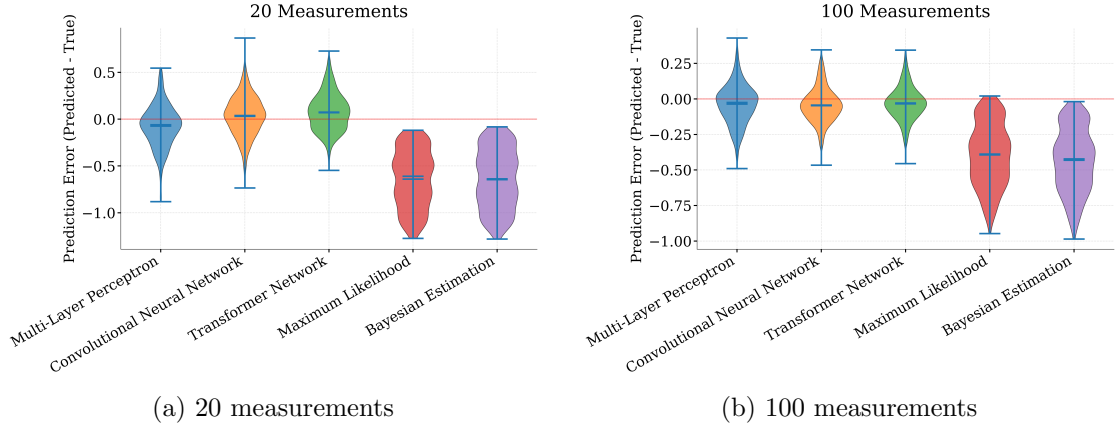 20 Measurements
Prediction Error (Predicted - True)
0.5
0.0
−0.5
−1.0
Multi-Layer Perceptron
Convolutional Neural Network
Transformer Network
Maximum Likelihood
Bayesian Estimation
(a) 20 measurements
100 Measurements
Prediction Error (Predicted - True)
0.25
0.00
−0.25
−0.50
−0.75
−1.00
Multi-Layer Perceptron
Convolutional Neural Network
Transformer Network
Maximum Likelihood
Bayesian Estimation
(b) 100 measurements